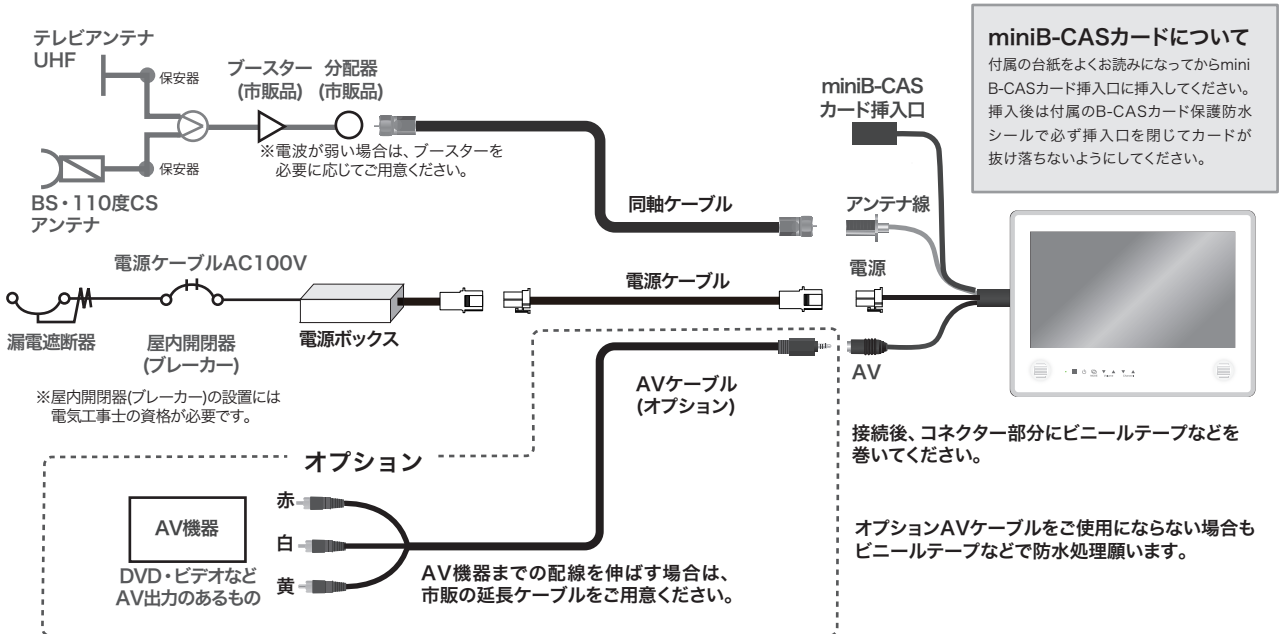 miniB-CASカードについて
付属の台紙をよくお読みになってからmini
B-CASカード挿入口に挿入してください。
挿入後は付属のB-CASカード保護防水
シールで必ず挿入口を閉じてカードが
抜け落ちないようにしてください。
テレビアンテナ
UHF
保安器
ブースター
(市販品)
分配器
(市販品)
※電波が弱い場合は、ブースターを
必要に応じてご用意ください。
保安器
BS・110度CS
アンテナ
miniB-CAS
カード挿入口
同軸ケーブル
アンテナ線
電源ケーブルAC100V
電源ケーブル
電源
漏電遮断器
屋内開閉器
(ブレーカー)
電源ボックス
※屋内開閉器(ブレーカー)の設置には
電気工事士の資格が必要です。
AVケーブル
(オプション)
AV
接続後、コネクター部分にビニールテープなどを
巻いてください。
オプション
AV機器
赤
白
黄
DVD・ビデオなど
AV出力のあるもの
AV機器までの配線を伸ばす場合は、
市販の延長ケーブルをご用意ください。
オプションAVケーブルをご使用にならない場合も
ビニールテープなどで防水処理願います。